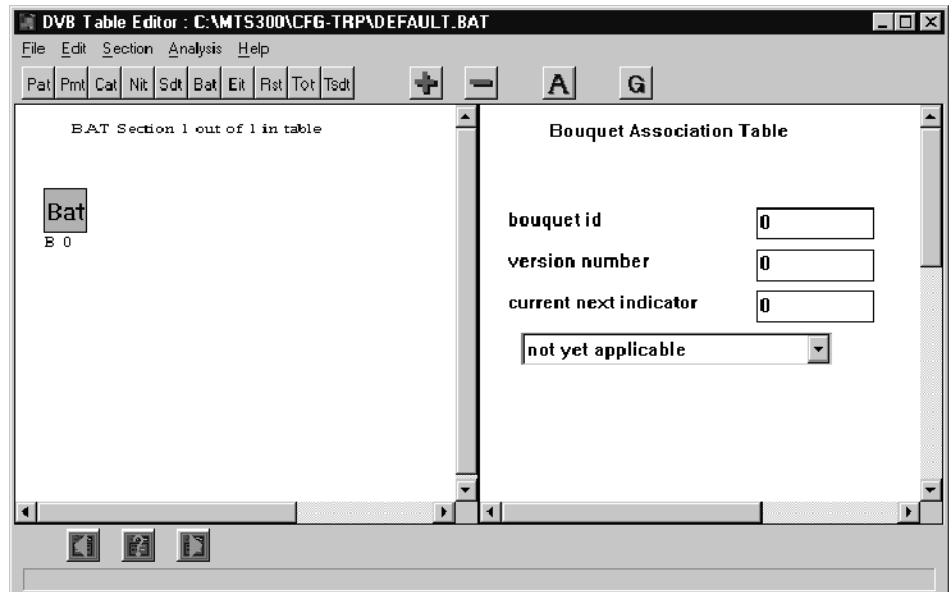 DVB Table Editor : C:\MTS300\CFG-TRP\DEFAULT.BAT
File Edit Section Analysis Help
Pat Pmt Cat Nit Sdt Bat Eit Rst Tot Tsdt A G
BAT Section 1 out of 1 in table
Bat
B 0
Bouquet Association Table
bouquet id 0
version number 0
current next indicator 0
not yet applicable